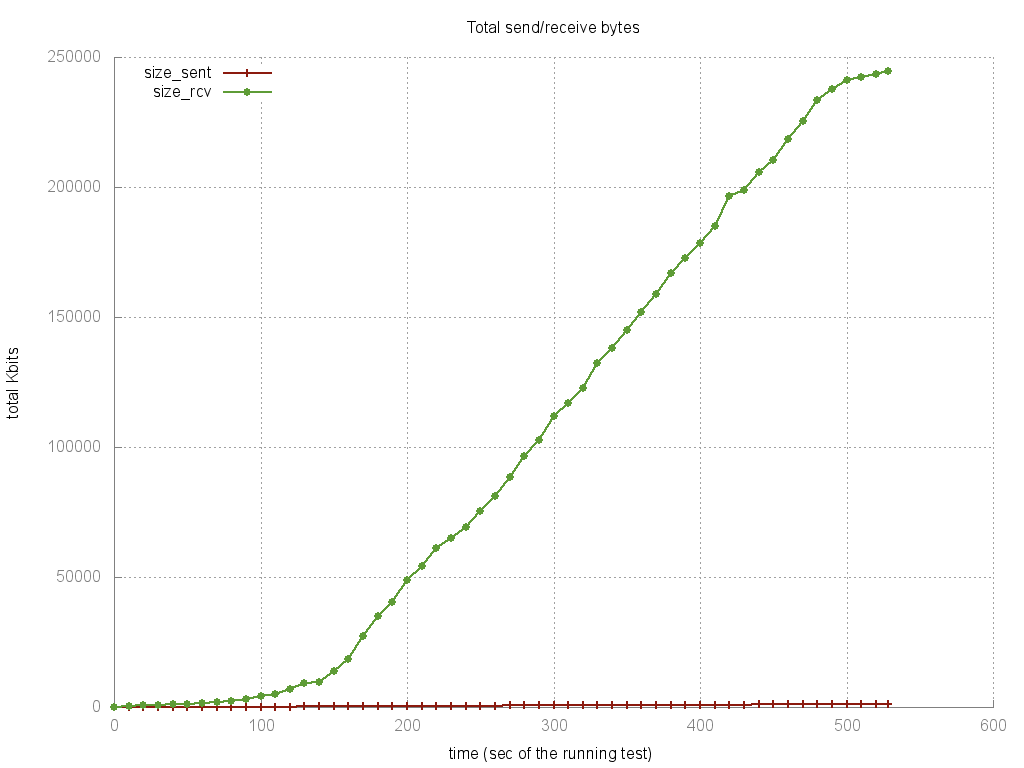 Total send/receive bytes
250000
size_sent
size_rcv
200000
150000
total Kbits
100000
50000
0
0 100 200 300 400 500 600
time (sec of the running test)